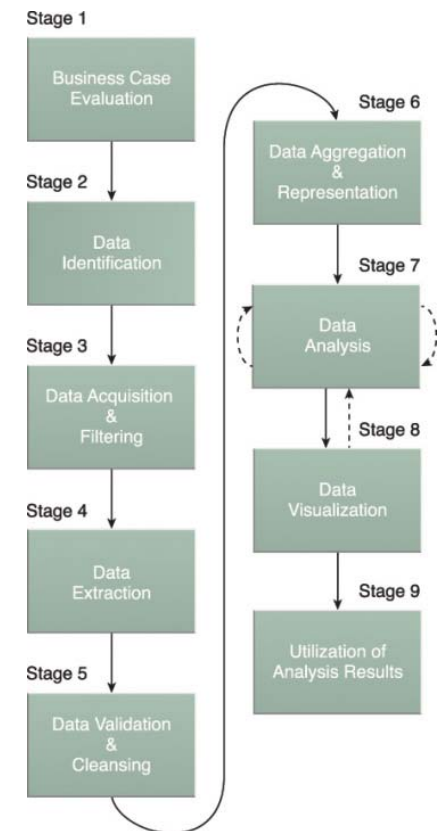 Stage 1
Business Case
Evaluation
Stage 2
Data
Identification
Stage 3
Data Acquisition
&
Filtering
Stage 4
Data
Extraction
Stage 5
Data Validation
&
Cleansing
Stage 6
Data Aggregation
&
Representation
Stage 7
Data
Analysis
Stage 8
Data
Visualization
Stage 9
Utilization of
Analysis Results